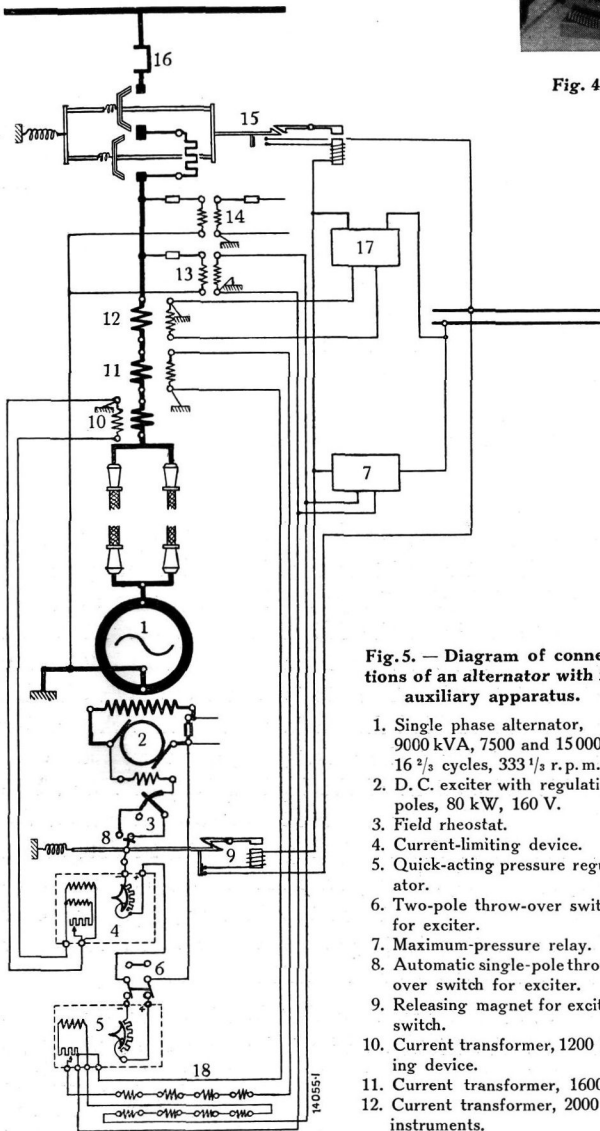 16
Fig. 4
15
14
17
13
12
11
10
7
1
2
3
8
9
4
6
5
18
14055-I
Fig. 5. — Diagram of connec
tions of an alternator with
auxiliary apparatus.
1. Single phase alternator,
9000 kVA, 7500 and 15000
16 2/3 cycles, 333 1/3 r. p. m.
2. D. C. exciter with regulati
poles, 80 kW, 160 V.
3. Field rheostat.
4. Current-limiting device.
5. Quick-acting pressure regu
ator.
6. Two-pole throw-over swit
for exciter.
7. Maximum-pressure relay.
8. Automatic single-pole thro
over switch for exciter.
9. Releasing magnet for excit
switch.
10. Current transformer, 1200
ing device.
11. Current transformer, 1600
12. Current transformer, 2000
instruments.